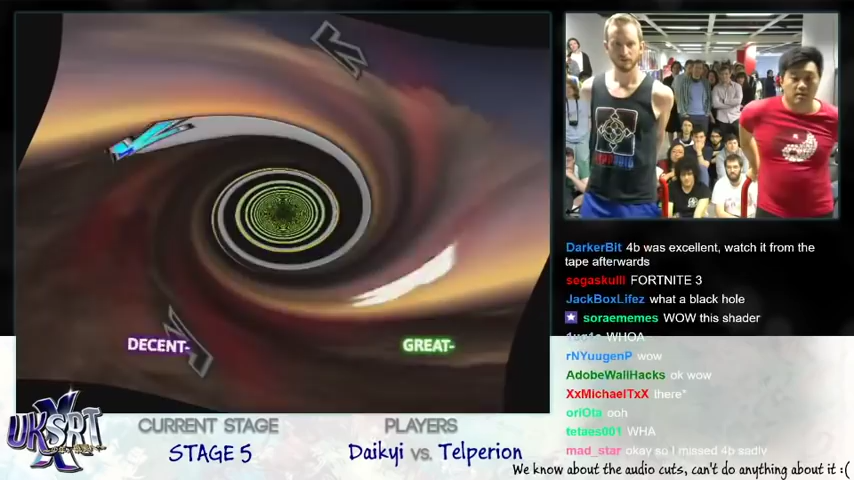 DarkerBit 4b was excellent, watch it from the
tape afterwards
segaskulll FORTNITE 3
JackBoxLifez what a black hole
soraememes WOW this shader
WHOA
rNYuugenP wow
AdobeWallHacks ok wow
XxMichaelTxX there*
oriOta ooh
tetaes001 WHA
mad_star okay so I missed 4b sadly
DECENT-
GREAT-
UKSRT
X
CURRENT STAGE
STAGE 5
PLAYERS
Daikyi vs. Telperion
We know about the audio cuts, can't do anything about it :(